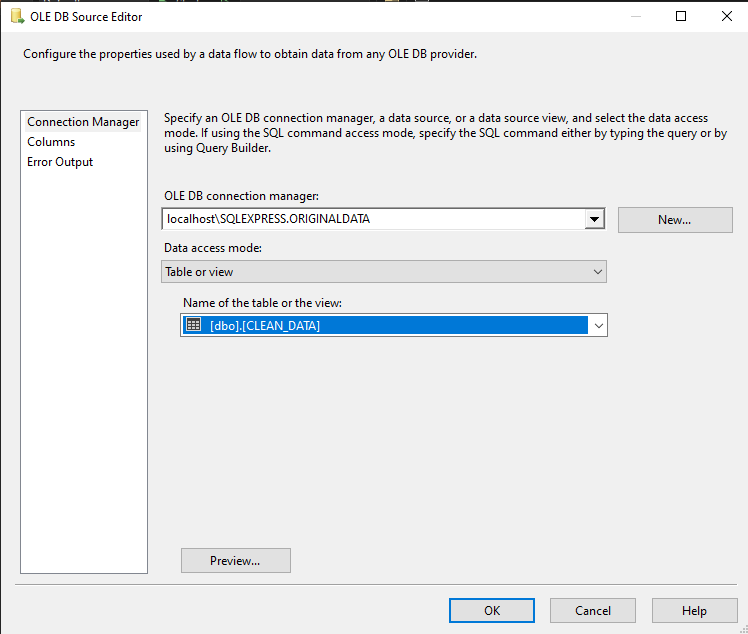 OLE DB Source Editor
Configure the properties used by a data flow to obtain data from any OLE DB provider.
Connection Manager
Columns
Error Output
Specify an OLE DB connection manager, a data source, or a data source view, and select the data access
mode. If using the SQL command access mode, specify the SQL command either by typing the query or by
using Query Builder.
OLE DB connection manager:
localhost\SQLEXPRESS.ORIGINALDATA
New...
Data access mode:
Table or view
Name of the table or the view:
[dbo].[CLEAN_DATA]
Preview...
OK
Cancel
Help